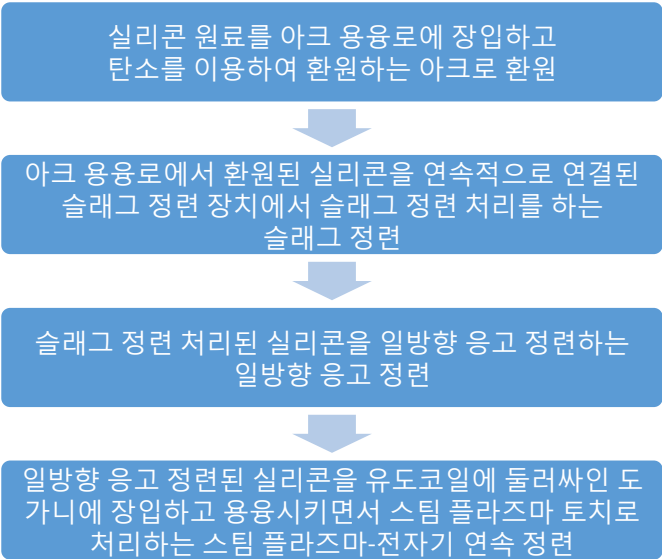 실리콘 원료를 아크 용융로에 장입하고
탄소를 이용하여 환원하는 아크로 환원
아크 용융로에서 환원된 실리콘을 연속적으로 연결된
슬래그 정련 장치에서 슬래그 정련 처리를 하는
슬래그 정련
슬래그 정련 처리된 실리콘을 일방향 응고 정련하는
일방향 응고 정련
일방향 응고 정련된 실리콘을 유도코일에 둘러싸인 도
가니에 장입하고 용융시키면서 스팀 플라즈마 토치로
처리하는 스팀 플라즈마-전자기 연속 정련